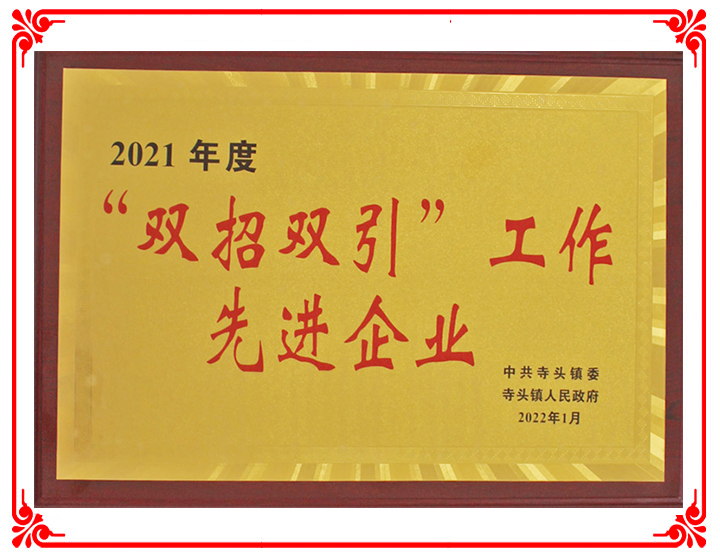 2021 年度
“双招双引”工作
先进企业
中共寺头镇委
寺头镇人民政府
2022年1月